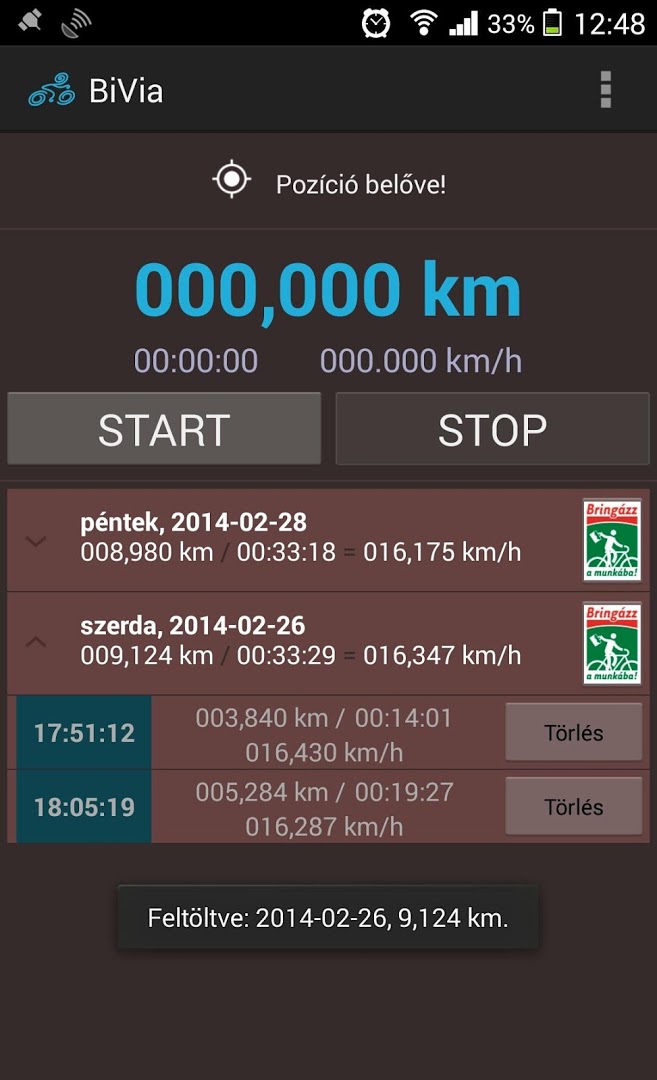 33% 12:48
BiVia
Pozíció belőve!
000,000 km
00:00:00 000.000 km/h
START STOP
péntek, 2014-02-28
008,980 km / 00:33:18 = 016,175 km/h
Bringázz
a munkába!
szerda, 2014-02-26
009,124 km / 00:33:29 = 016,347 km/h
Bringázz
a munkába!
17:51:12
003,840 km / 00:14:01
016,430 km/h
Törlés
18:05:19
005,284 km / 00:19:27
016,287 km/h
Törlés
Feltöltve: 2014-02-26, 9,124 km.